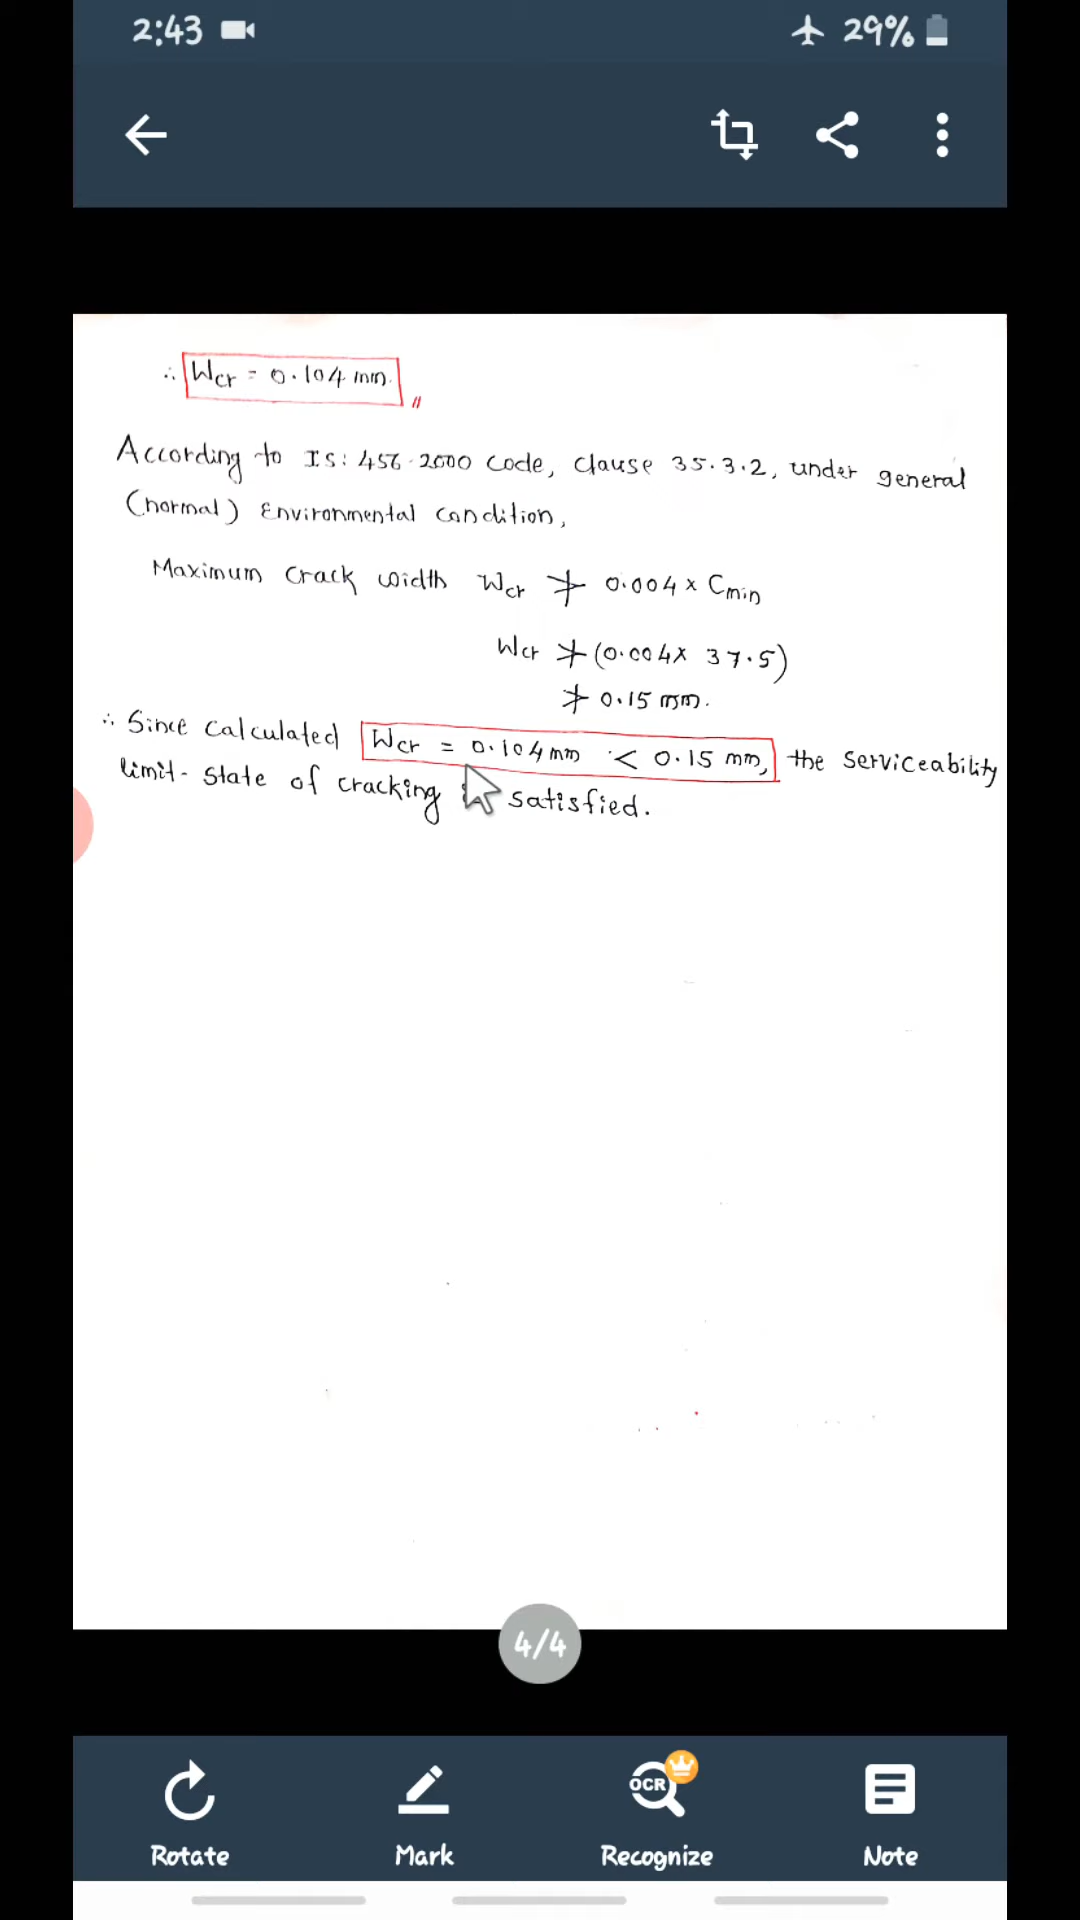 2:43 29%
∴ Wcr = 0.104 mm.
According to IS: 456-2000 code, clause 35.3.2, under general
(normal) Environmental condition,
Maximum crack width Wcr ≯ 0.004 × Cmin
Wcr ≯ (0.004 × 37.5)
≯ 0.15 mm.
∴ Since calculated Wcr = 0.104 mm < 0.15 mm, the serviceability
limit-state of cracking satisfied.
4/4
OCR
Rotate Mark Recognize Note